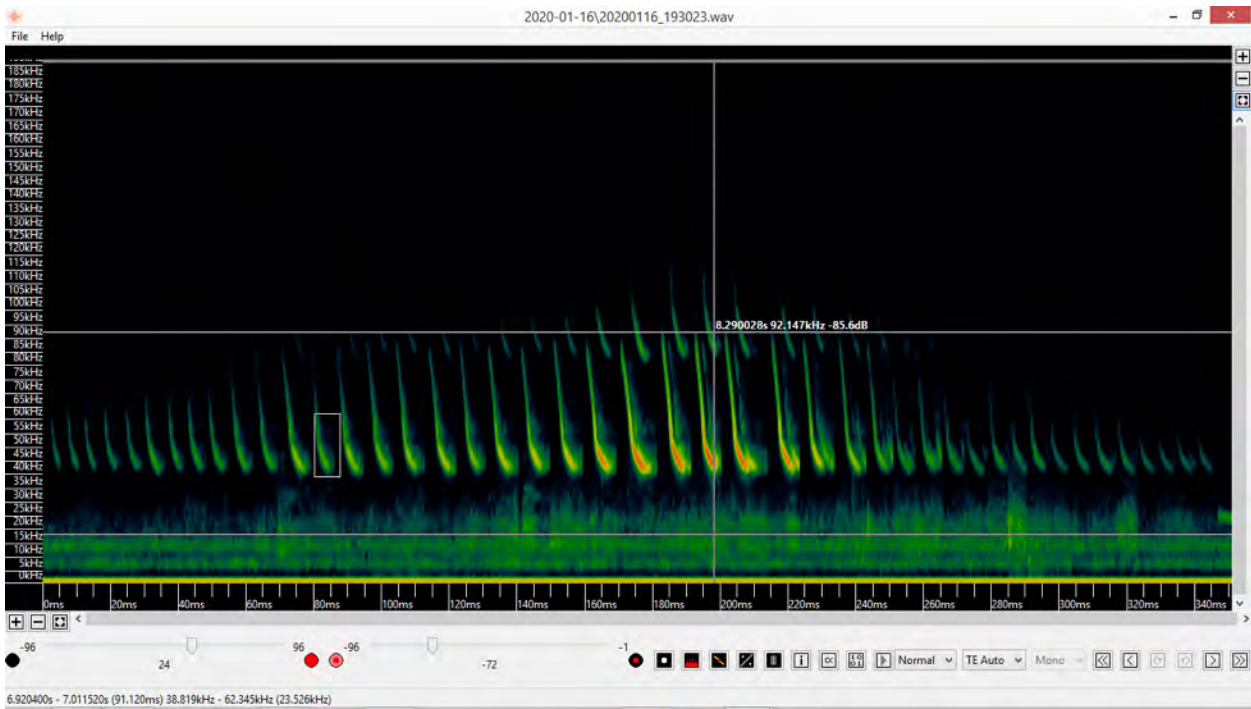 2020-01-16\20200116_193023.wav
File Help
185kHz
180kHz
175kHz
170kHz
165kHz
160kHz
155kHz
150kHz
145kHz
140kHz
135kHz
130kHz
125kHz
120kHz
115kHz
110kHz
105kHz
100kHz
95kHz
90kHz
8.290028s 92.147kHz -85.6dB
85kHz
80kHz
75kHz
70kHz
65kHz
60kHz
55kHz
50kHz
45kHz
40kHz
35kHz
30kHz
25kHz
20kHz
15kHz
10kHz
5kHz
0kHz
0ms 20ms 40ms 60ms 80ms 100ms 120ms 140ms 160ms 180ms 200ms 220ms 240ms 260ms 280ms 300ms 320ms 340ms
-96 96 -96 -1
24 -72
Normal TE Auto Mono
6.920400s - 7.011520s (91.120ms) 38.819kHz - 62.345kHz (23.526kHz)